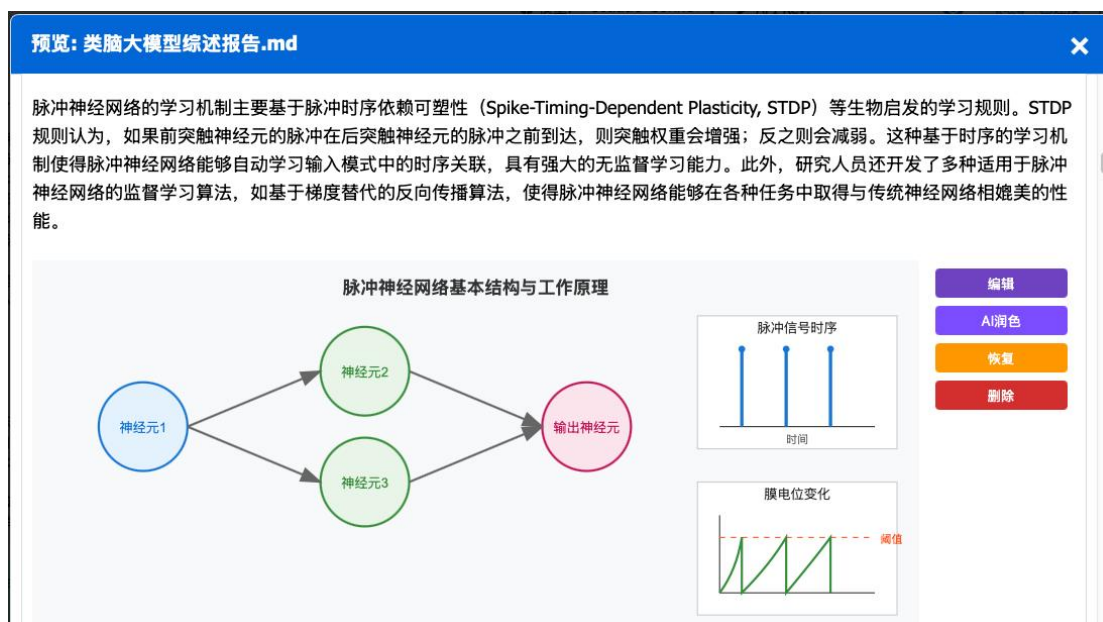 预览: 类脑大模型综述报告.md
×
脉冲神经网络的学习机制主要基于脉冲时序依赖可塑性（Spike-Timing-Dependent Plasticity, STDP）等生物启发的学习规则。STDP
规则认为，如果前突触神经元的脉冲在后突触神经元的脉冲之前到达，则突触权重会增强；反之则会减弱。这种基于时序的学习机
制使得脉冲神经网络能够自动学习输入模式中的时序关联，具有强大的无监督学习能力。此外，研究人员还开发了多种适用于脉冲
神经网络的监督学习算法，如基于梯度替代的反向传播算法，使得脉冲神经网络能够在各种任务中取得与传统神经网络相媲美的性
能。
脉冲神经网络基本结构与工作原理
神经元1
神经元2
神经元3
输出神经元
脉冲信号时序
时间
膜电位变化
阈值
编辑
AI润色
恢复
删除